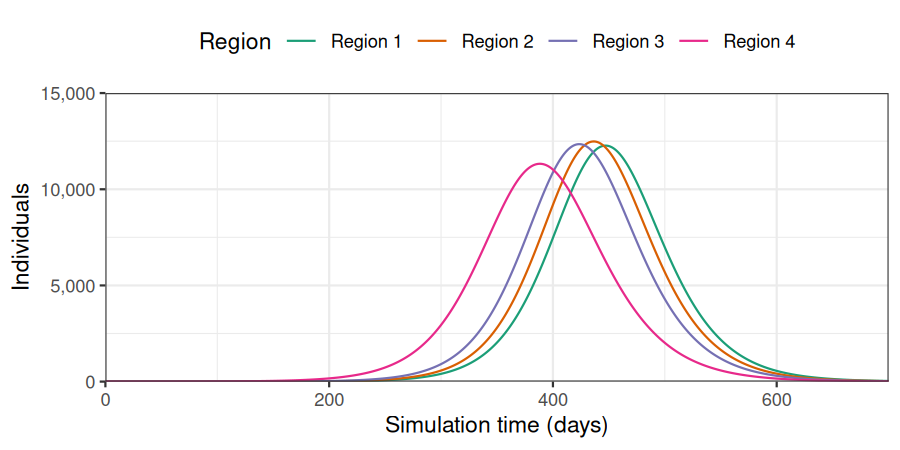 Region Region 1 Region 2 Region 3 Region 4
15,000
10,000
5,000
0
Individuals
0 200 400 600
Simulation time (days)